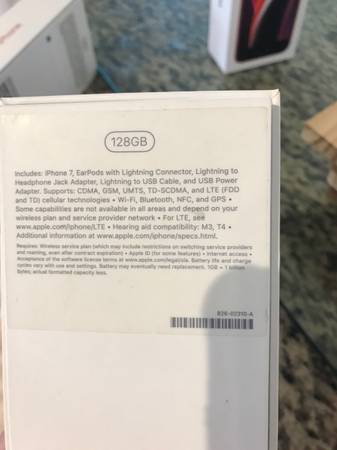 128GB
Includes: iPhone 7, EarPods with Lightning Connector, Lightning to
Headphone Jack Adapter, Lightning to USB Cable, and USB Power
Adapter. Supports: CDMA, GSM, UMTS, TD-SCDMA, and LTE (FDD
and TD) cellular technologies • Wi-Fi, Bluetooth, NFC, and GPS •
Some capabilities are not available in all areas and depend on your
wireless plan and service provider network • For LTE, see
www.apple.com/iphone/LTE • Hearing aid compatibility: M3, T4 •
Additional information at www.apple.com/iphone/specs.html.
Requires: Wireless service plan (which may include restrictions on switching service providers
and roaming, even after contract expiration) • Apple ID (for some features) • Internet access •
Acceptance of the software license terms at www.apple.com/legal/sla. Battery life and charge
cycles vary with use and settings. Battery may eventually need replacement. 1GB = 1 billion
bytes; actual formatted capacity less.
826-02310-A